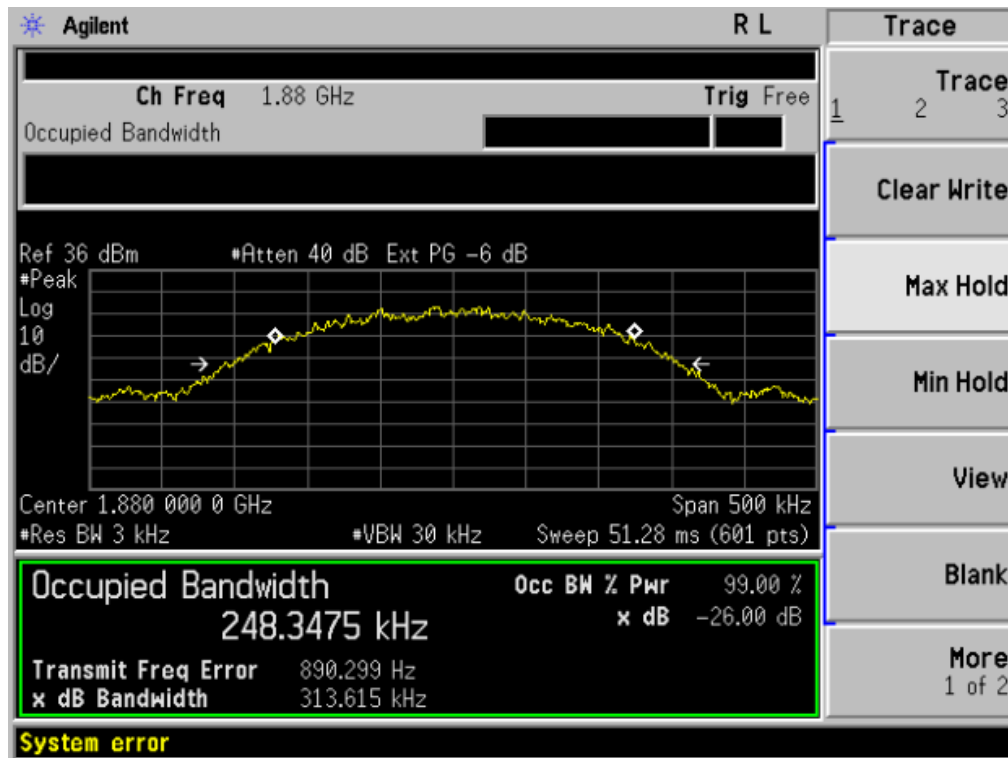 Agilent R L Trace
Ch Freq 1.88 GHz Trig Free
Occupied Bandwidth
Trace
1 2 3
Clear Write
Max Hold
Min Hold
View
Blank
More
1 of 2
Ref 36 dBm #Atten 40 dB Ext PG -6 dB
#Peak
Log
10
dB/
Center 1.880 000 0 GHz Span 500 kHz
#Res BW 3 kHz #VBW 30 kHz Sweep 51.28 ms (601 pts)
Occupied Bandwidth Occ BW % Pwr 99.00 %
248.3475 kHz x dB -26.00 dB
Transmit Freq Error 890.299 Hz
x dB Bandwidth 313.615 kHz
System error